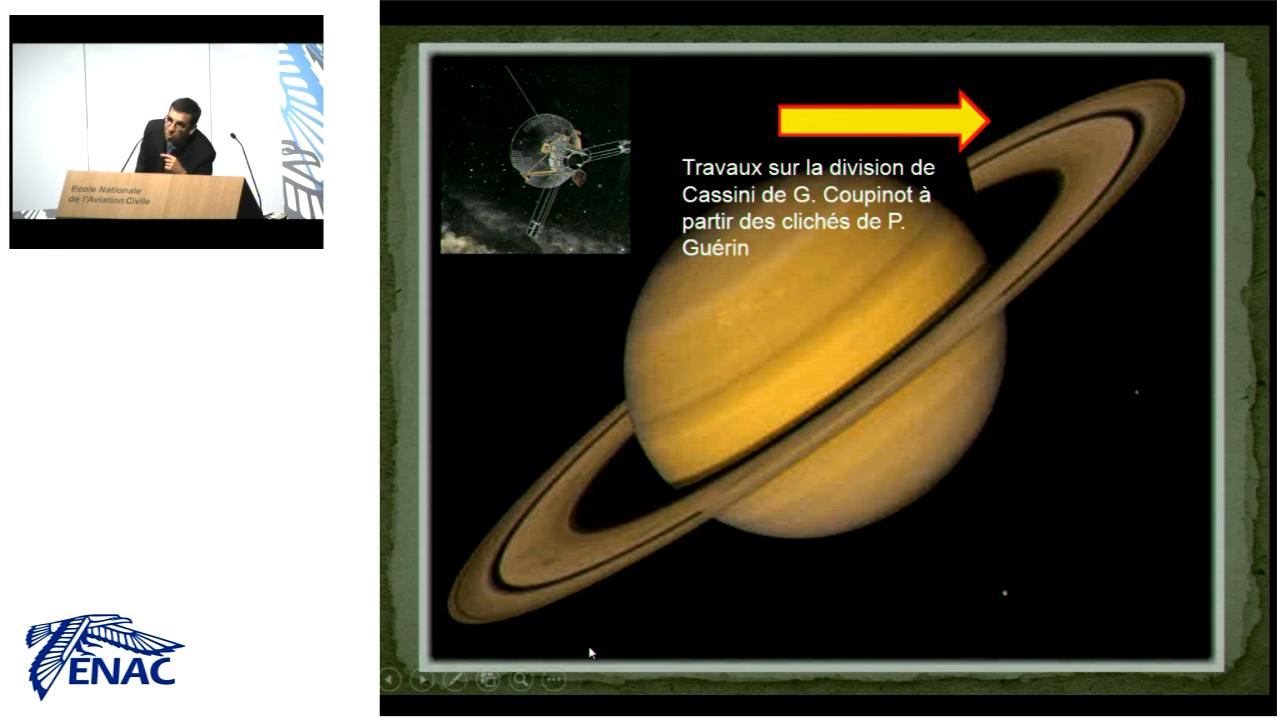 Ecole Nationale
de l'Aviation Civile
Travaux sur la division de
Cassini de G. Coupinot à
partir des clichés de P.
Guérin
ENAC